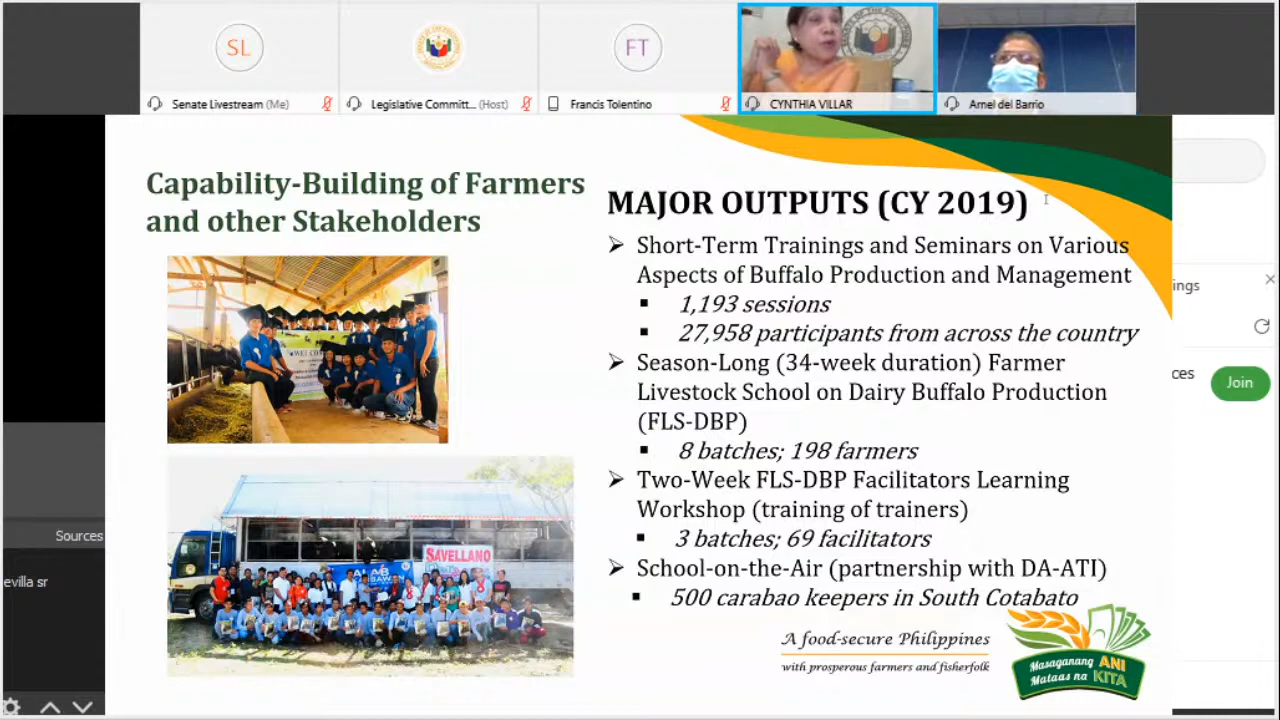 SL
FT
Senate Livestream (Me)
Legislative Committ... (Host)
Francis Tolentino
CYNTHIA VILLAR
Arnel del Barrio
Capability-Building of Farmers
and other Stakeholders
MAJOR OUTPUTS (CY 2019)
Short-Term Trainings and Seminars on Various
Aspects of Buffalo Production and Management
1,193 sessions
27,958 participants from across the country
Season-Long (34-week duration) Farmer
Livestock School on Dairy Buffalo Production
(FLS-DBP)
8 batches; 198 farmers
Two-Week FLS-DBP Facilitators Learning
Workshop (training of trainers)
3 batches; 69 facilitators
School-on-the-Air (partnership with DA-ATI)
500 carabao keepers in South Cotabato
A food-secure Philippines
with prosperous farmers and fisherfolk
Masaganang ANI
Mataas na KITA
SAVELLANO
ings
ces
Join
Sources
evilla sr